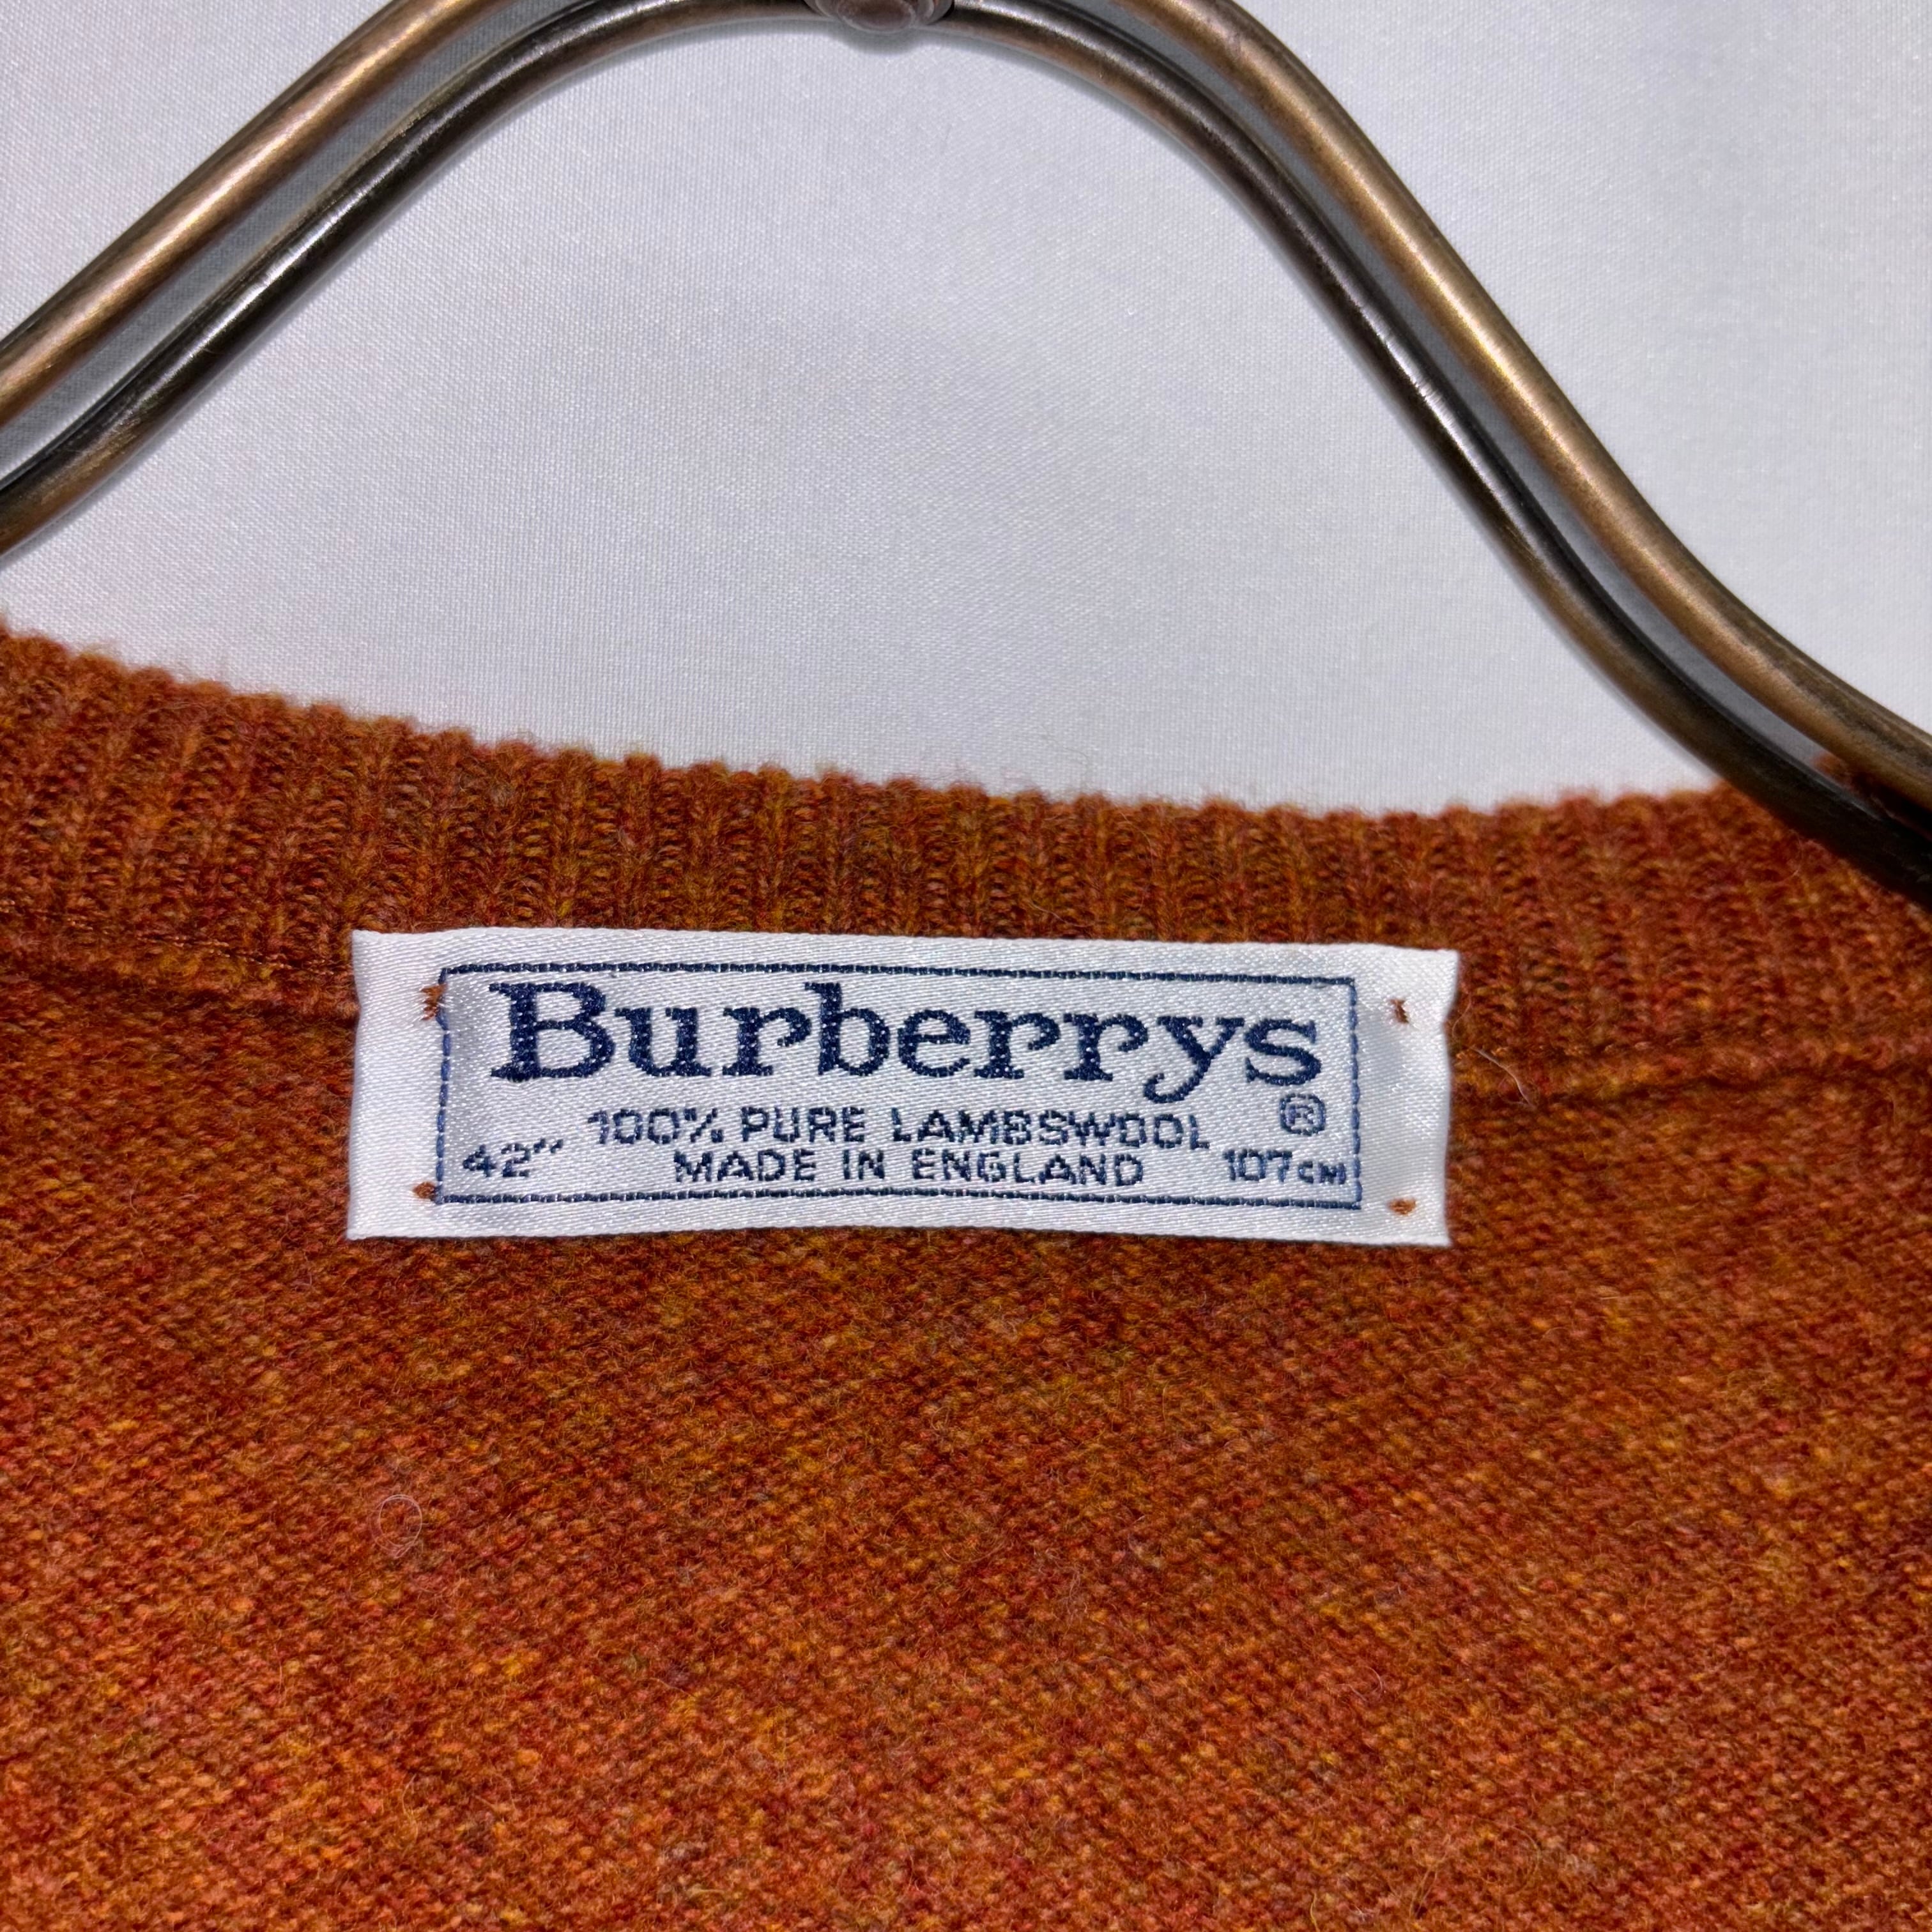 Burberrys
®
100% PURE LAMBSWOOL
42" MADE IN ENGLAND 107CM